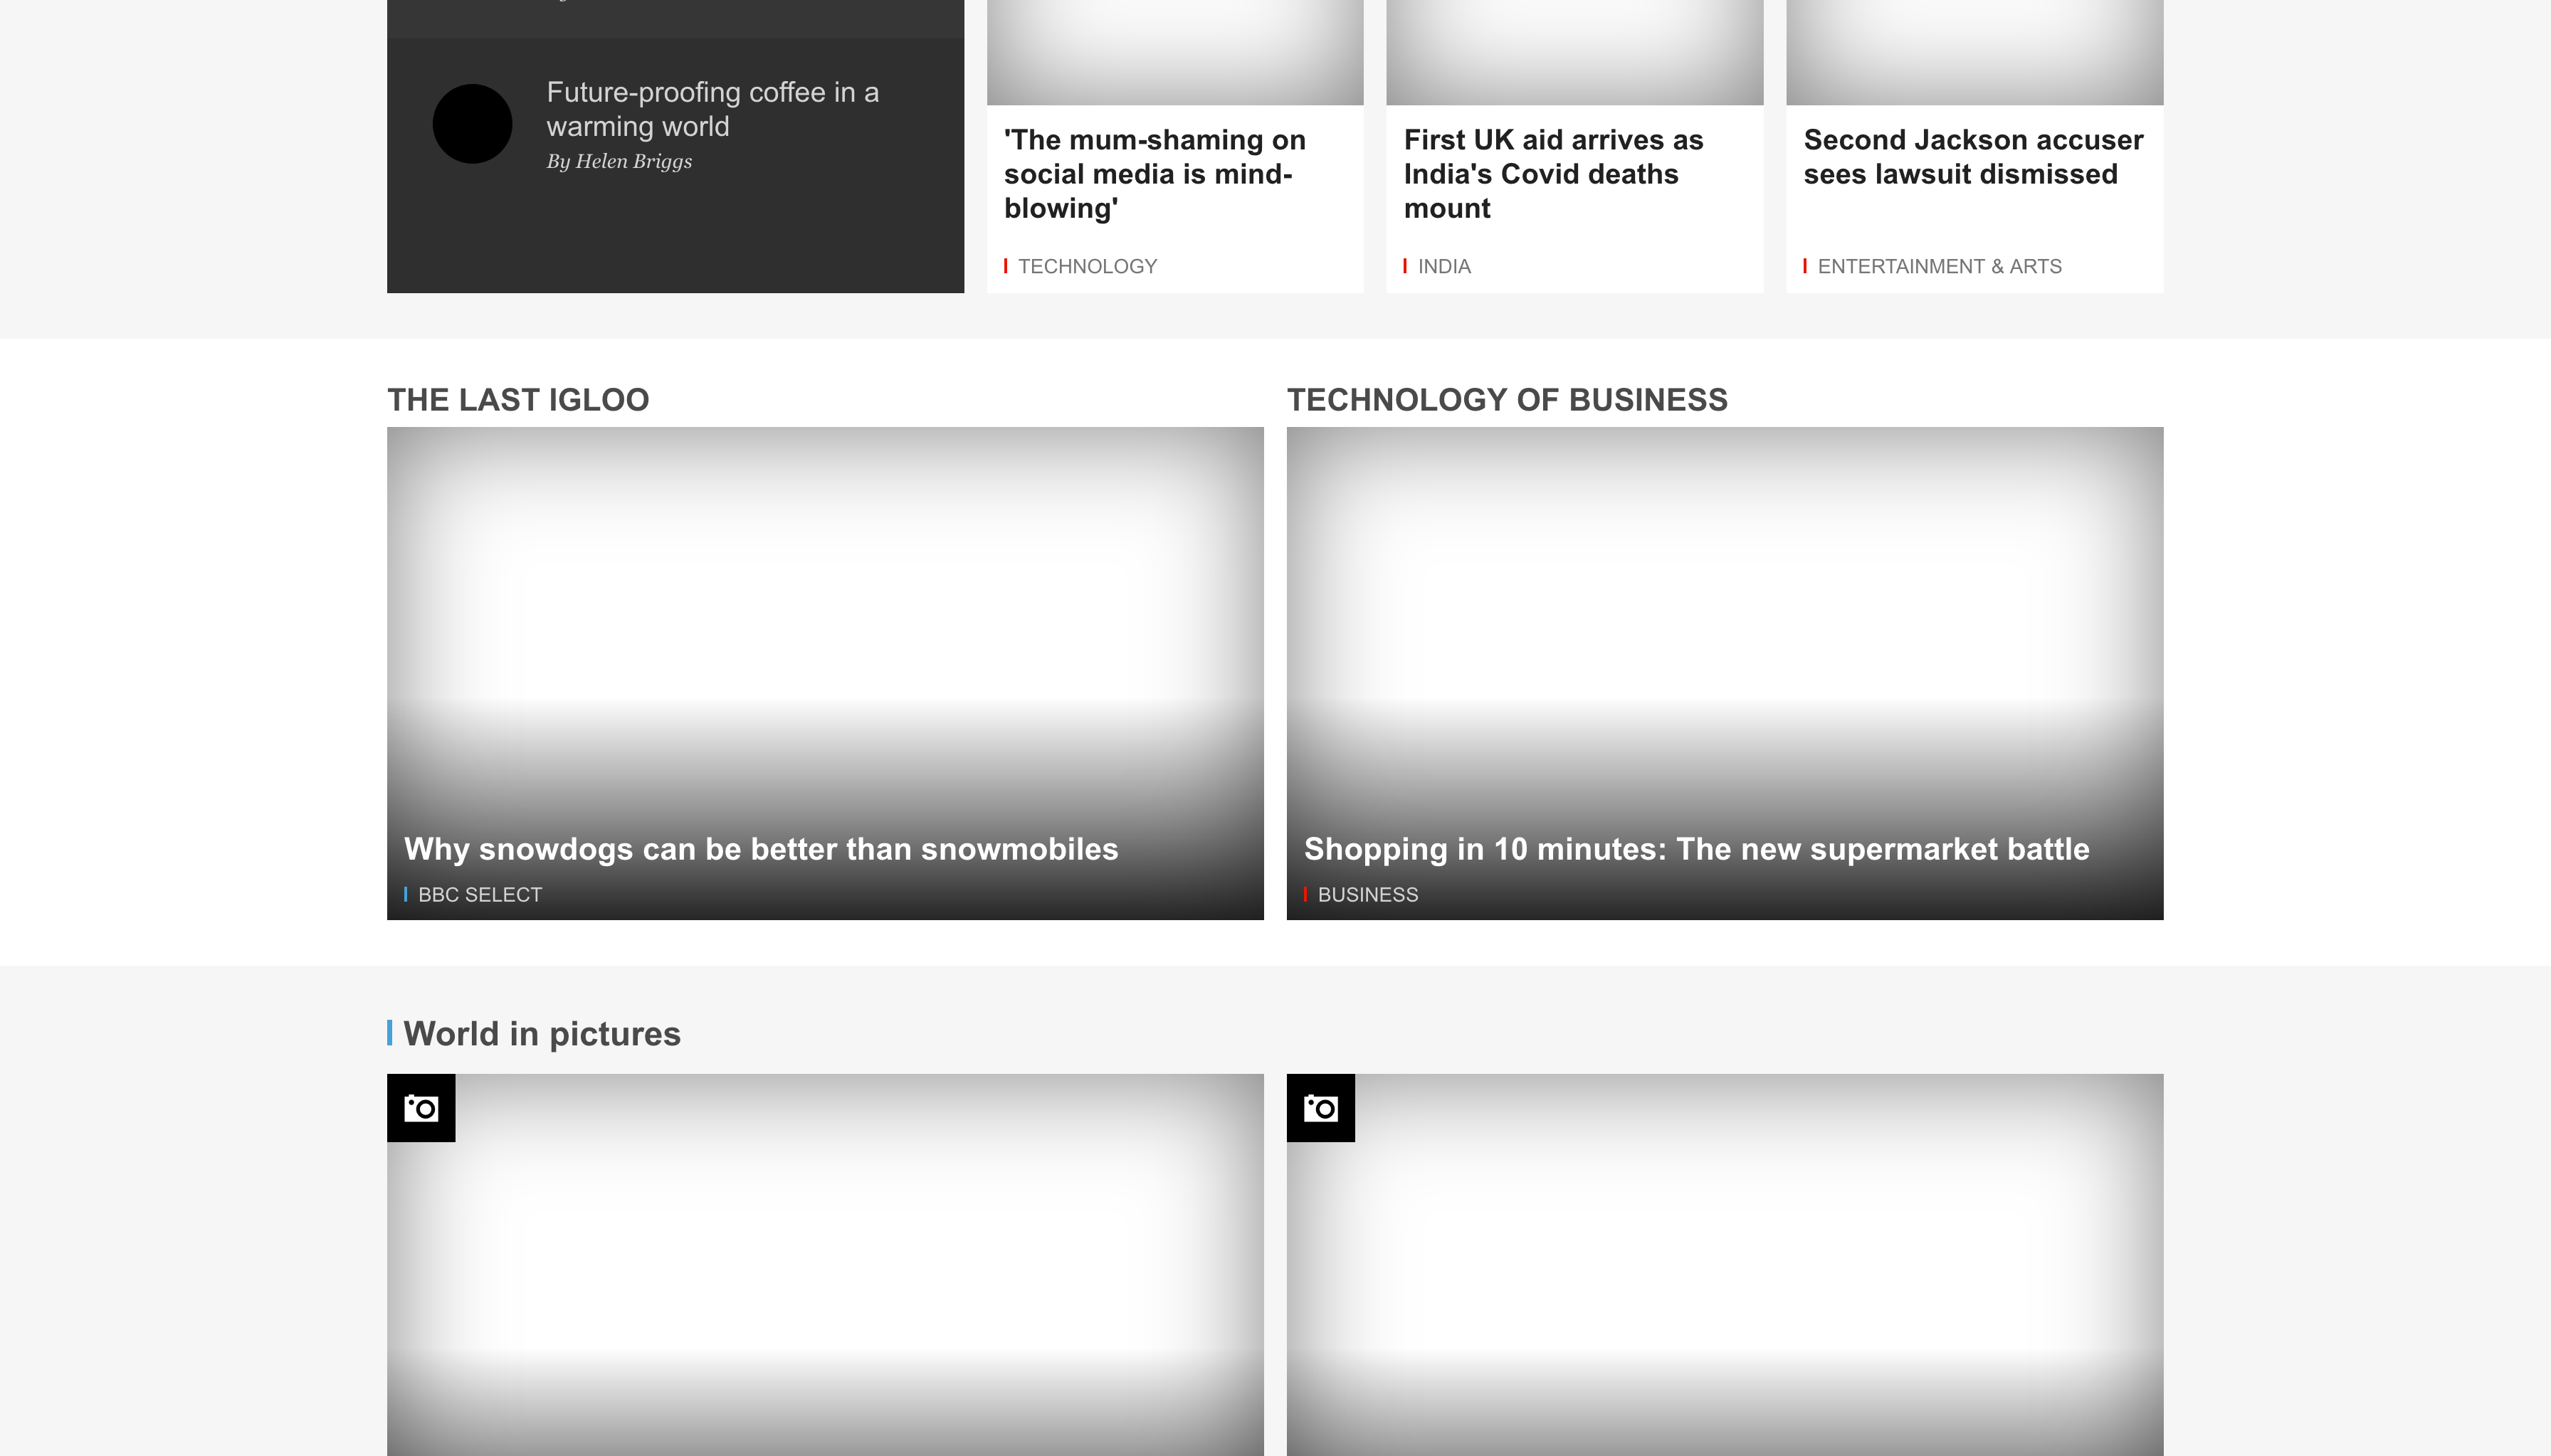 Future-proofing coffee in a
warming world
By Helen Briggs
'The mum-shaming on
social media is mind-
blowing'
TECHNOLOGY
First UK aid arrives as
India's Covid deaths
mount
INDIA
Second Jackson accuser
sees lawsuit dismissed
ENTERTAINMENT & ARTS
THE LAST IGLOO
Why snowdogs can be better than snowmobiles
BBC SELECT
TECHNOLOGY OF BUSINESS
Shopping in 10 minutes: The new supermarket battle
BUSINESS
World in pictures